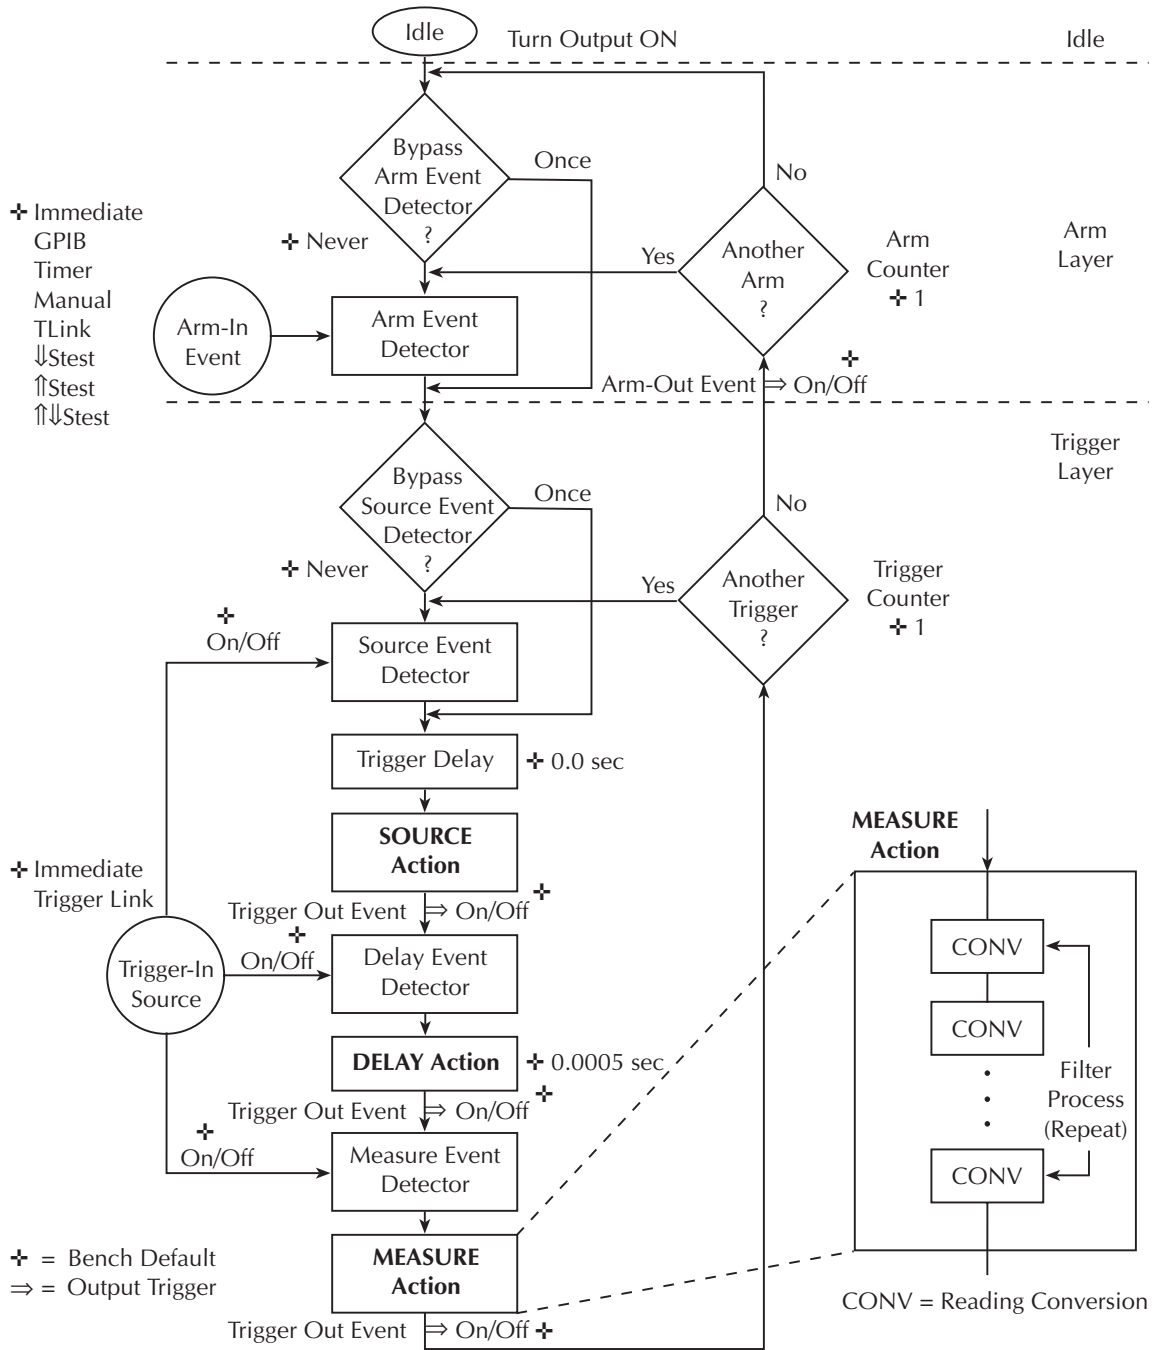 Idle
Turn Output ON
Idle
Bypass
Arm Event
Detector
?
Once
No
✛ Immediate
GPIB
Timer
Manual
TLink
⇓Stest
⇑Stest
⇑⇓Stest
✛ Never
Yes
Another
Arm
?
Arm
Counter
✛ 1
Arm
Layer
Arm-In
Event
Arm Event
Detector
✛
Arm-Out Event ⇒ On/Off
Trigger
Layer
Bypass
Source Event
Detector
?
Once
No
✛ Never
Yes
Another
Trigger
?
Trigger
Counter
✛ 1
✛
On/Off
Source Event
Detector
Trigger Delay
✛ 0.0 sec
SOURCE
Action
✛ Immediate
Trigger Link
Trigger Out Event ⇒ On/Off ✛
Trigger-In
Source
✛
On/Off
Delay Event
Detector
DELAY Action
✛ 0.0005 sec
Trigger Out Event ⇒ On/Off ✛
✛
On/Off
Measure Event
Detector
MEASURE
Action
Trigger Out Event ⇒ On/Off ✛
✛ = Bench Default
⇒ = Output Trigger
MEASURE
Action
CONV
CONV
Filter
Process
(Repeat)
CONV
CONV = Reading Conversion